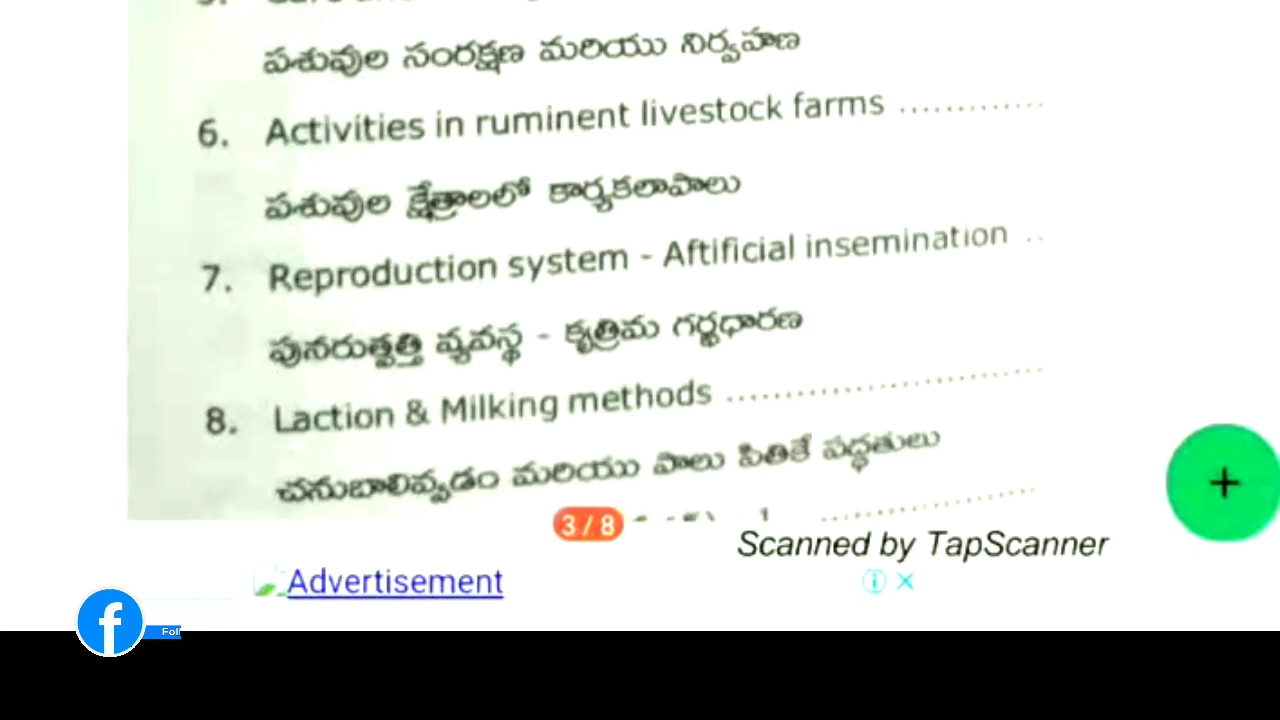 5.
పశువుల సంరక్షణ మరియు నిర్వహణ
6. Activities in ruminent livestock farms .............
పశువుల క్షేత్రాలలో కార్యకలాపాలు
7. Reproduction system - Aftificial insemination ..
పునరుత్పత్తి వ్యవస్థ - కృత్రిమ గర్భధారణ
8. Laction & Milking methods ...........................
చనుబాలివ్వడం మరియు పాలు పితికే పద్ధతులు
3 / 8
Scanned by TapScanner
Advertisement
f
Foll